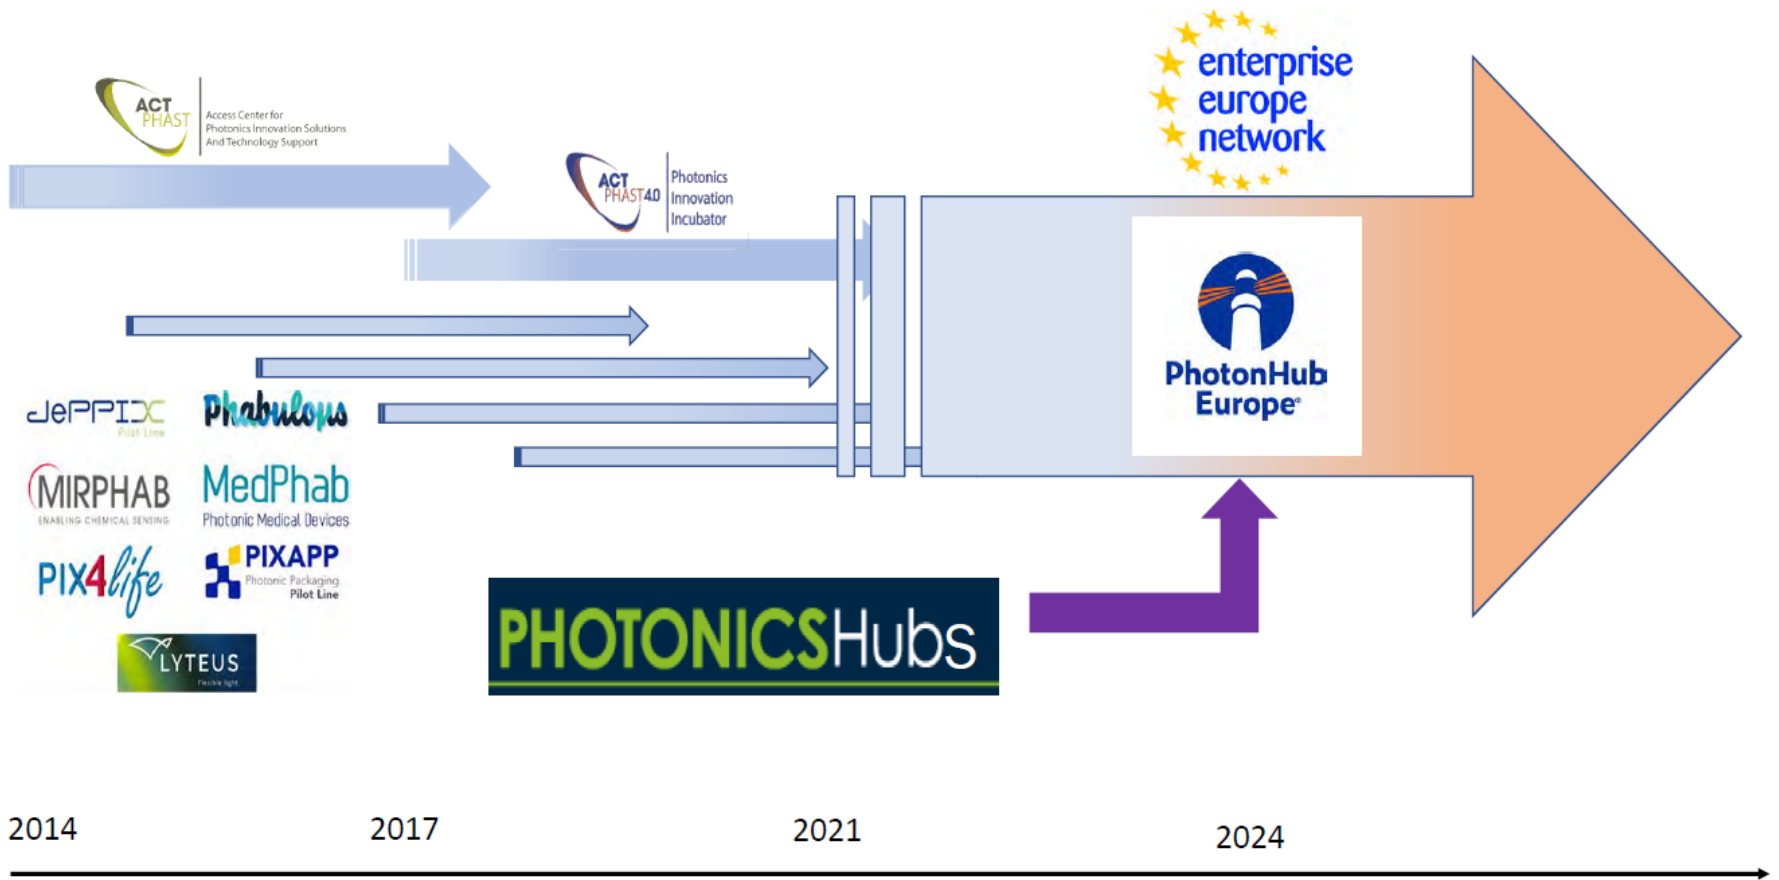 enterprise
europe
network
ACT
PHAST
Access Center for
Photonics Innovation Solutions
And Technology Support
ACT
PHAST4.0
Photonics
Innovation
Incubator
PhotonHub
Europe®
JePPIX
Pilot Line
Phabulous
MIRPHAB
ENABLING CHEMICAL SENSING
MedPhab
Photonic Medical Devices
PIX4life
PIXAPP
Photonic Packaging
Pilot Line
LYTEUS
Flexible light
PHOTONICSHubs
2014
2017
2021
2024